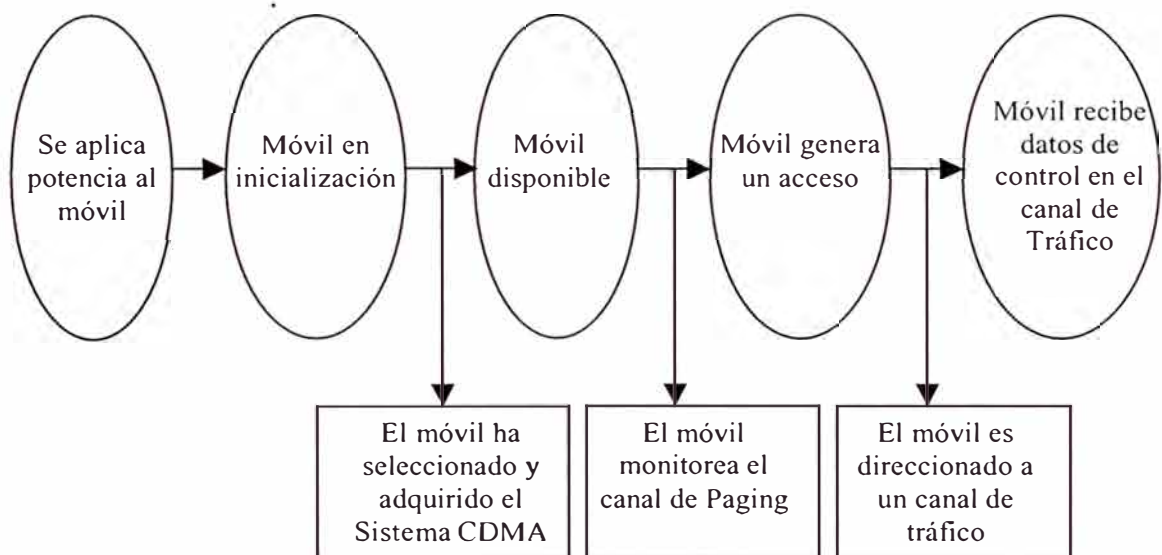 Se aplica
potencia al
móvil
Móvil en
inicialización
Móvil
disponible
Móvil genera
un acceso
Móvil recibe
datos de
control en el
canal de
Tráfico
El móvil ha
seleccionado y
adquirido el
Sistema CDMA
El móvil
monitorea el
canal de Paging
El móvil es
direccionado a
un canal de
tráfico